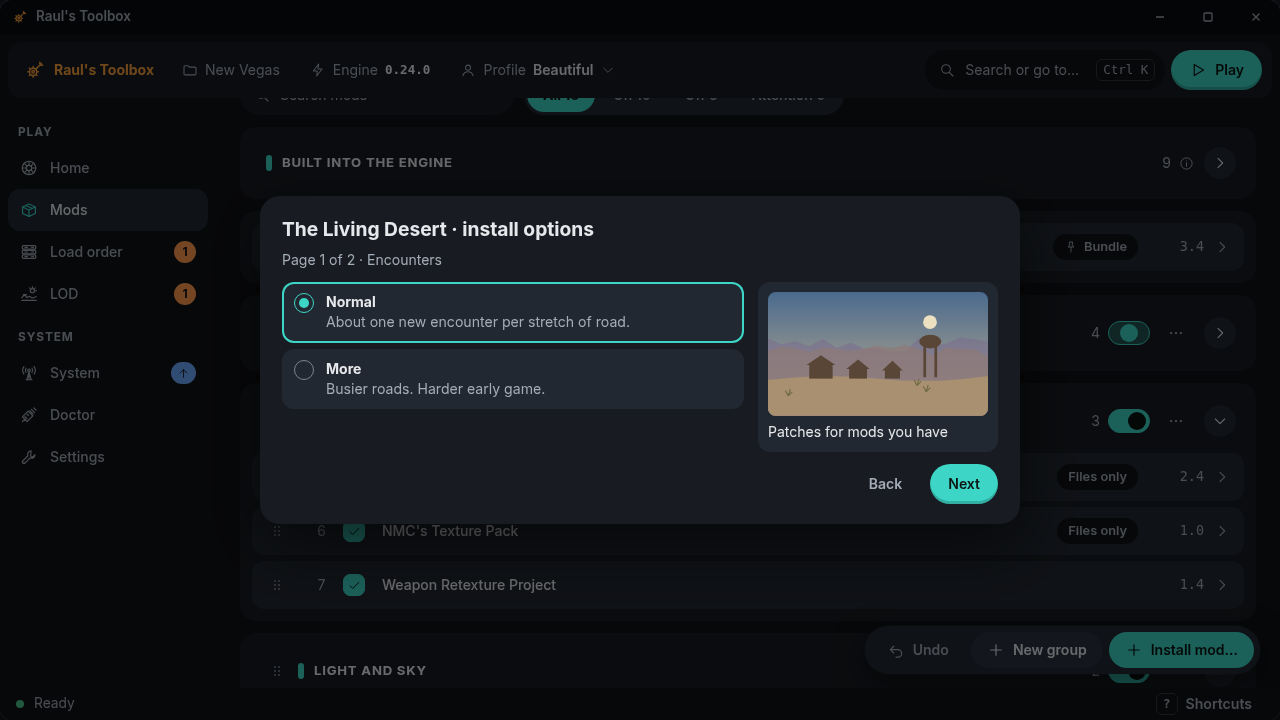 Raul's Toolbox
Raul's Toolbox
New Vegas
Engine 0.24.0
Profile Beautiful
Search or go to...
Ctrl K
Play
PLAY
Home
Mods
Load order 1
LOD 1
SYSTEM
System
Doctor
Settings
BUILT INTO THE ENGINE
9
Bundle
3.4
4
3
The Living Desert · install options
Page 1 of 2 · Encounters
Normal
About one new encounter per stretch of road.
More
Busier roads. Harder early game.
Patches for mods you have
Back
Next
Files only
2.4
6 NMC's Texture Pack
Files only
1.0
7 Weapon Retexture Project
1.4
LIGHT AND SKY
Undo
New group
Install mod...
Ready
? Shortcuts